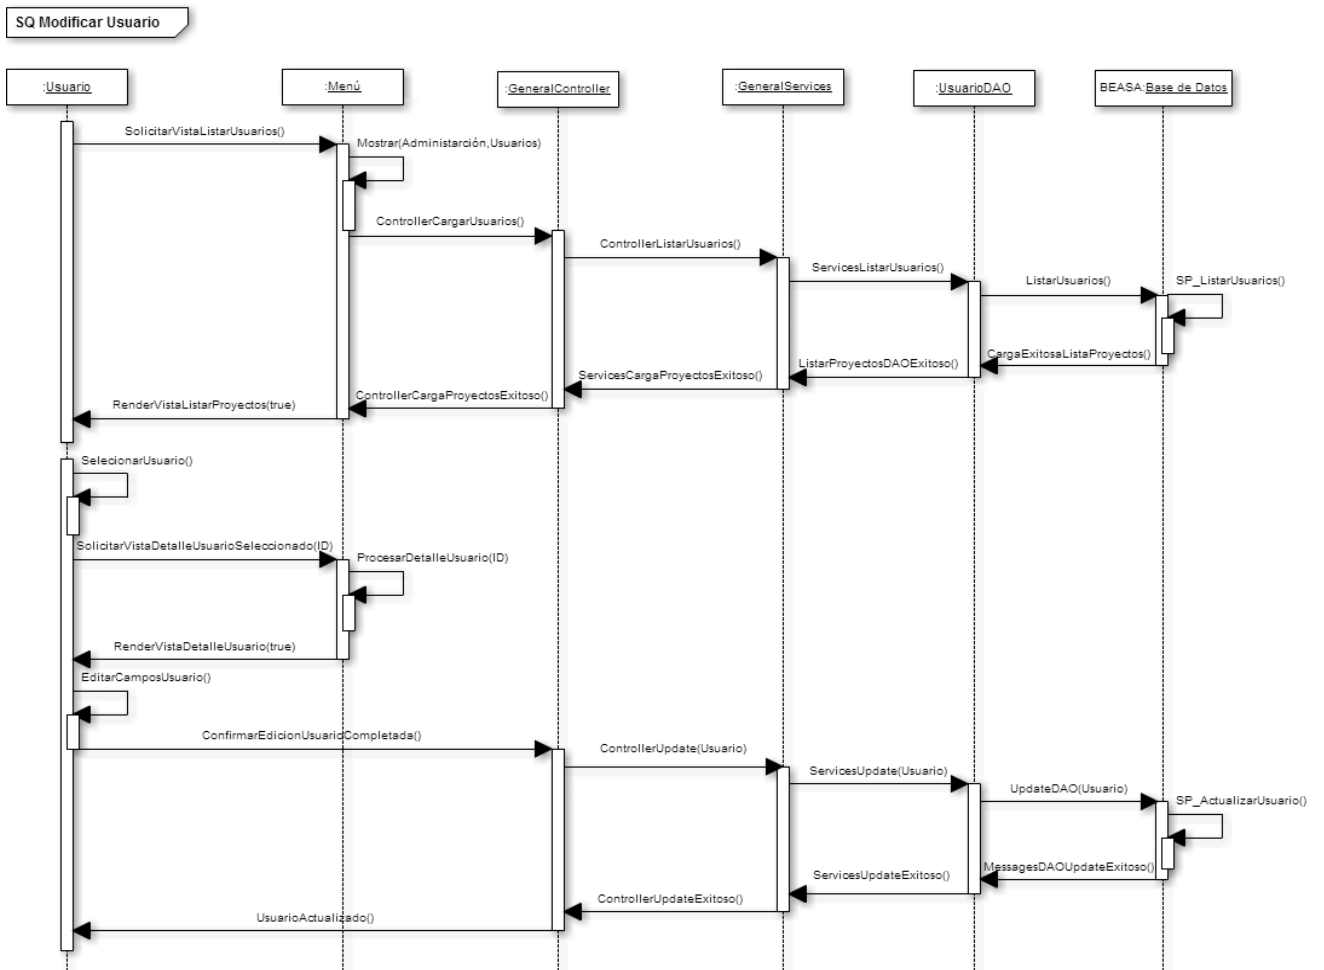 SQ Modificar Usuario
:Usuario
:Menú
:GeneralController
:GeneralServices
:UsuarioDAO
BEASA:Base de Datos
SolicitarVistaListarUsuarios()
Mostrar(Administarción,Usuarios)
ControllerCargarUsuarios()
ControllerListarUsuarios()
ServicesListarUsuarios()
ListarUsuarios()
SP_ListarUsuarios()
CargaExitosaListaProyectos()
ListarProyectosDAOExitoso()
ServicesCargaProyectosExitoso()
ControllerCargaProyectosExitoso()
RenderVistaListarProyectos(true)
SelecionarUsuario()
SolicitarVistaDetalleUsuarioSeleccionado(ID)
ProcesarDetalleUsuario(ID)
RenderVistaDetalleUsuario(true)
EditarCamposUsuario()
ConfirmarEdicionUsuarioCompletada()
ControllerUpdate(Usuario)
ServicesUpdate(Usuario)
UpdateDAO(Usuario)
SP_ActualizarUsuario()
MessagesDAOUpdateExitoso()
ServicesUpdateExitoso()
ControllerUpdateExitoso()
UsuarioActualizado()